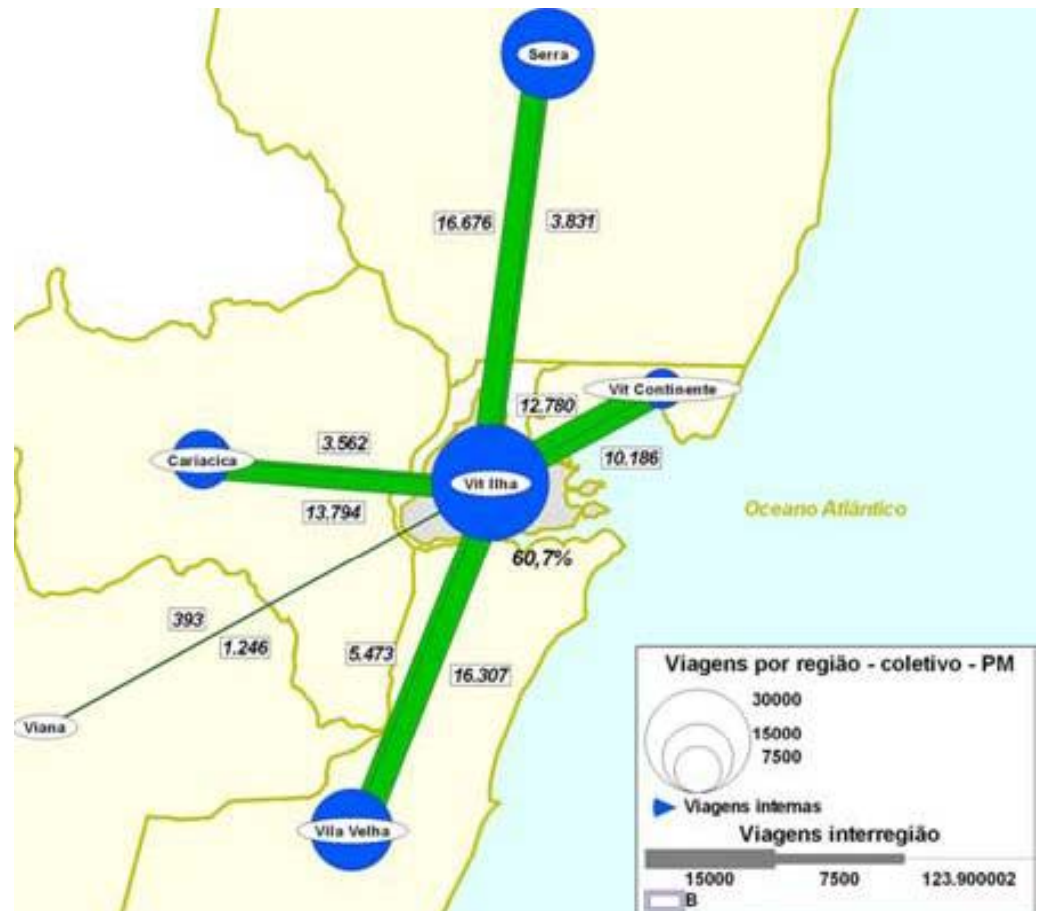 Serra
16.676
3.831
Vit Continente
12.780
3.562
Cariacica
10.186
Vit Ilha
13.794
Oceano Atlântico
60,7%
393
1.246
5.473
16.307
Viana
Vila Velha
Viagens por região - coletivo - PM
30000
15000
7500
Viagens internas
Viagens interregião
15000 7500 123.900002
B